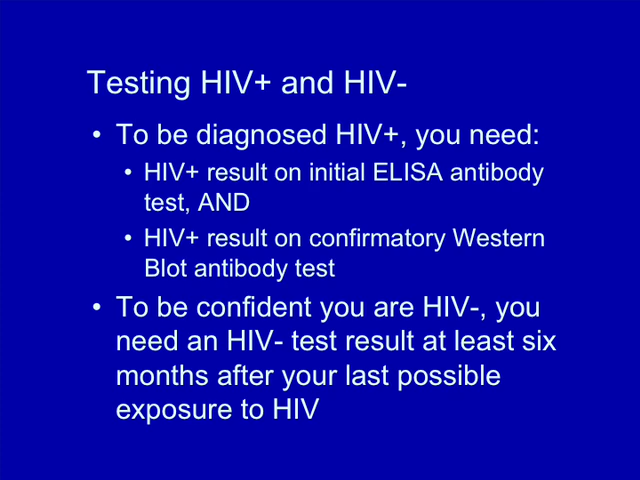 Testing HIV+ and HIV-
• To be diagnosed HIV+, you need:
• HIV+ result on initial ELISA antibody
test, AND
• HIV+ result on confirmatory Western
Blot antibody test
• To be confident you are HIV-, you
need an HIV- test result at least six
months after your last possible
exposure to HIV